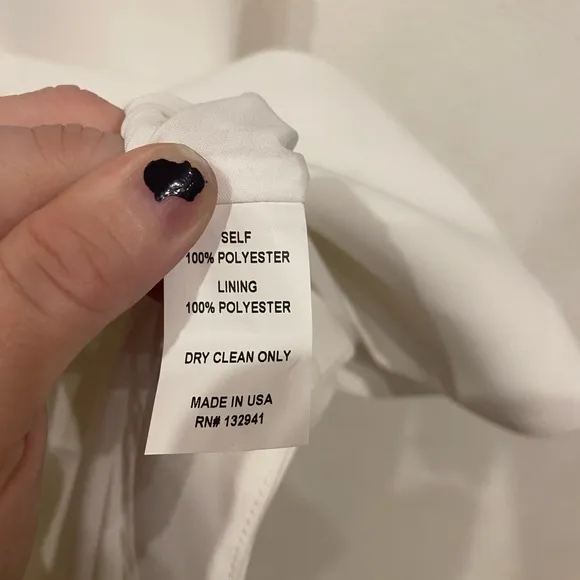 SELF
100% POLYESTER
LINING
100% POLYESTER
DRY CLEAN ONLY
MADE IN USA
RN# 132941